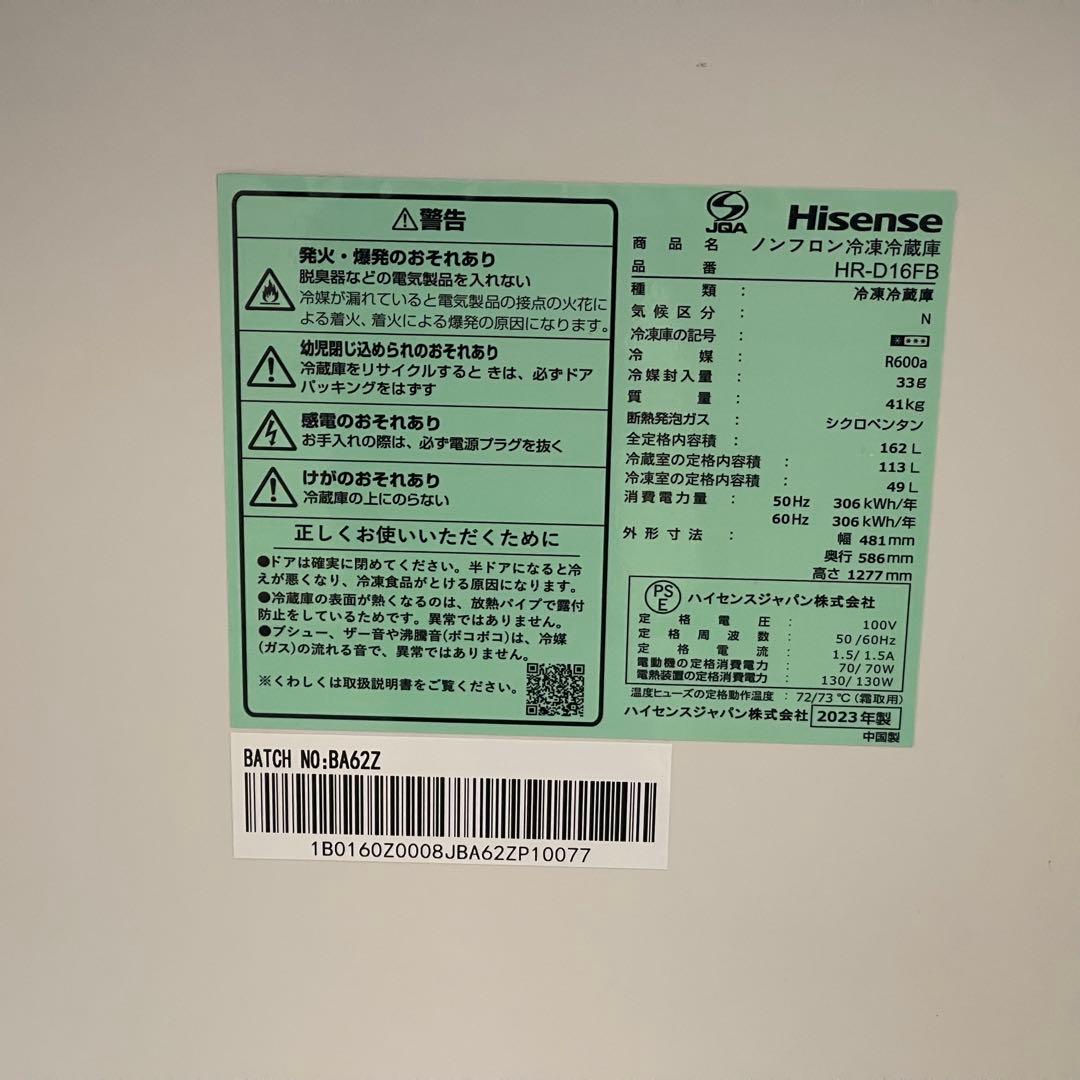 ⚠警告
発火・爆発のおそれあり
脱臭器などの電気製品を入れない
冷媒が漏れていると電気製品の接点の火花に
よる着火、着火による爆発の原因になります。
幼児閉じ込められのおそれあり
冷蔵庫をリサイクルすると きは、必ずドア
パッキングをはずす
感電のおそれあり
お手入れの際は、必ず電源プラグを抜く
けがのおそれあり
冷蔵庫の上にのらない
正しくお使いいただくために
●ドアは確実に閉めてください。半ドアになると冷
えが悪くなり、冷凍食品がとける原因になります。
●冷蔵庫の表面が熱くなるのは、放熱パイプで露付
防止をしているためです。異常ではありません。
●プシュー、ザー音や沸騰音(ポコポコ)は、冷媒
(ガス)の流れる音で、異常ではありません。
※くわしくは取扱説明書をご覧ください。
JQA Hisense
商品名 ノンフロン冷凍冷蔵庫
品番 HR-D16FB
種類 : 冷凍冷蔵庫
気候区分 : N
冷凍庫の記号 : ****
冷媒 : R600a
冷媒封入量 : 33g
質量 : 41kg
断熱発泡ガス : シクロペンタン
全定格内容積 : 162 L
冷蔵室の定格内容積 : 113 L
冷凍室の定格内容積 : 49 L
消費電力量 : 50Hz 306kWh/年
60Hz 306kWh/年
外形寸法 : 幅 481mm
奥行 586mm
高さ 1277mm
PSE ハイセンスジャパン株式会社
定格電圧 : 100V
定格周波数 : 50/60Hz
定格電流 : 1.5/1.5A
電動機の定格消費電力 : 70/70W
電熱装置の定格消費電力 : 130/130W
温度ヒューズの定格動作温度 : 72/73℃(霜取用)
ハイセンスジャパン株式会社 2023年製
中国製
BATCH NO:BA62Z
1B0160Z0008JBA62ZP10077